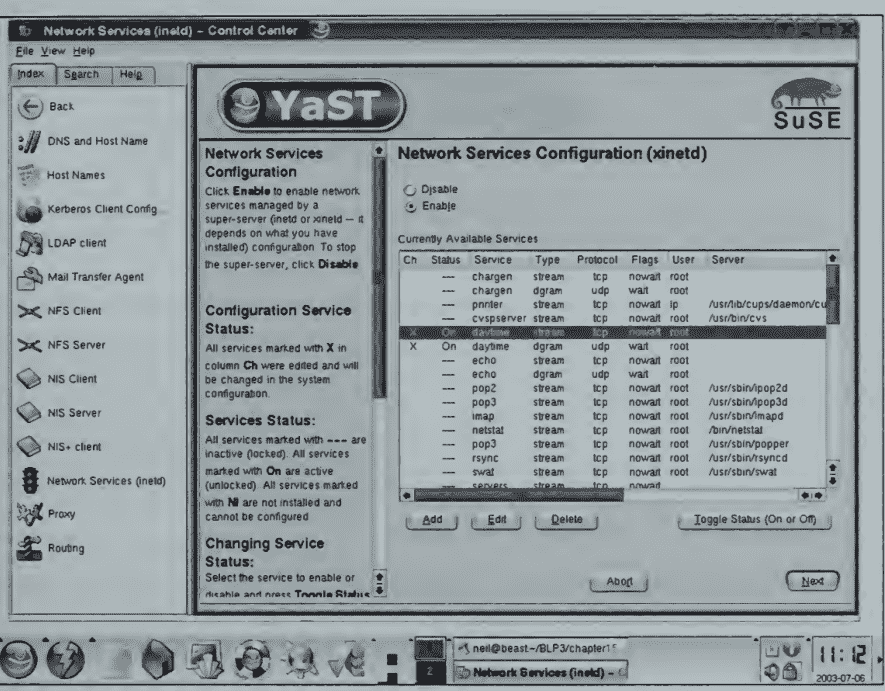 Network Services (inetd) – Control Center
File View Help
Index Search Help
Back
DNS and Host Name
Host Names
Kerberos Client Config
LDAP client
Mail Transfer Agent
NFS Client
NFS Server
NIS Client
NIS Server
NIS+ client
Network Services (inetd)
Proxy
Routing
YaST
SuSE
Network Services
Configuration
Click Enable to enable network
services managed by a
super-server (inetd or xinetd — it
depends on what you have
installed) configuration. To stop
the super-server, click Disable
Configuration Service
Status:
All services marked with X in
column Ch were edited and will
be changed in the system
configuration.
Services Status:
All services marked with --- are
inactive (locked). All services
marked with On are active
(unlocked). All services marked
with NI are not installed and
cannot be configured
Changing Service
Status:
Select the service to enable or
disable and press Toggle Status
Network Services Configuration (xinetd)
Disable
Enable
Currently Available Services
Ch Status Service Type Protocol Flags User Server
--- chargen stream tcp nowait root
--- chargen dgram udp wait root
--- printer stream tcp nowait lp /usr/lib/cups/daemon/cu
--- cvspserver stream tcp nowait root /usr/bin/cvs
X On daytime stream tcp nowait root
X On daytime dgram udp wait root
--- echo stream tcp nowait root
--- echo dgram udp wait root
--- pop2 stream tcp nowait root /usr/sbin/ipop2d
--- pop3 stream tcp nowait root /usr/sbin/ipop3d
--- imap stream tcp nowait root /usr/sbin/imapd
--- netstat stream tcp nowait root /bin/netstat
--- pop3 stream tcp nowait root /usr/sbin/popper
--- rsync stream tcp nowait root /usr/sbin/rsyncd
--- swat stream tcp nowait root /usr/sbin/swat
--- servers stream tcp nowait
Add Edit Delete Toggle Status (On or Off)
Abort Next
neil@beast:~/BLP3/chapter15
2 Network Services (inetd) –
11:12
2003-07-06